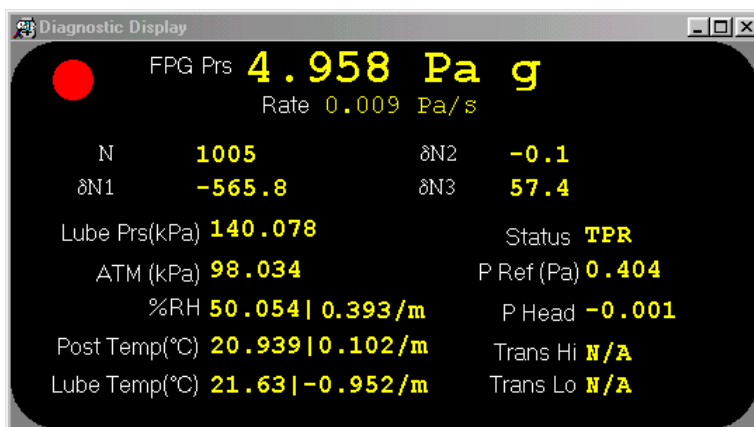 Diagnostic Display
FPG Prs 4.958 Pa g
Rate 0.009 Pa/s
N 1005 δN2 -0.1
δN1 -565.8 δN3 57.4
Lube Prs(kPa) 140.078 Status TPR
ATM (kPa) 98.034 P Ref (Pa) 0.404
%RH 50.054| 0.393/m P Head -0.001
Post Temp(°C) 20.939|0.102/m Trans Hi N/A
Lube Temp(°C) 21.63|-0.952/m Trans Lo N/A